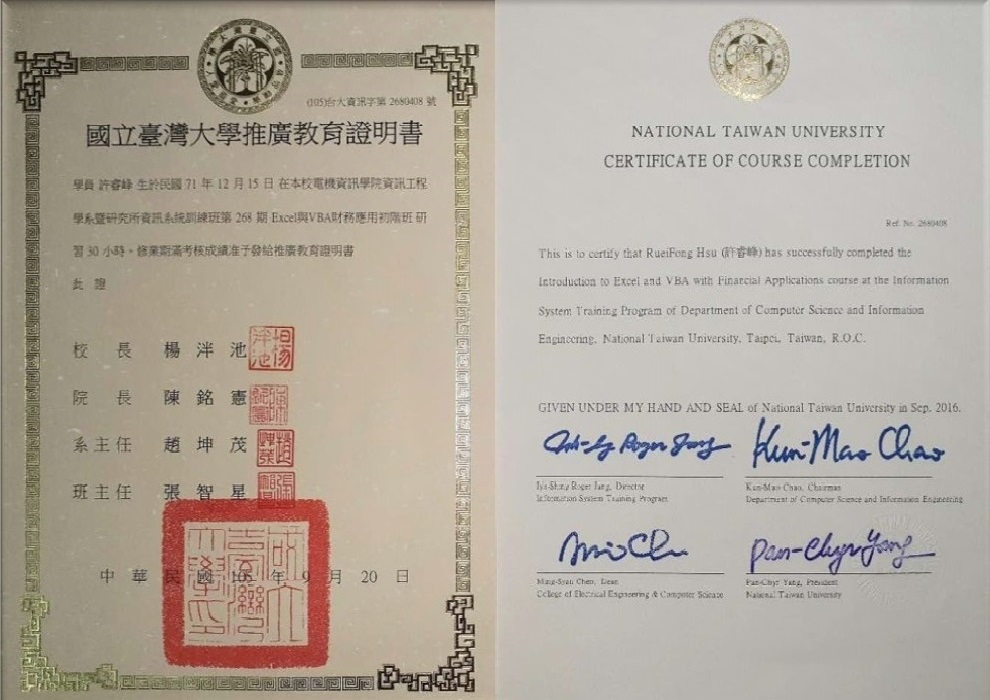 (105)台大資訊字第 2680408 號
國立臺灣大學推廣教育證明書
學員 許睿峰 生於民國 71 年 12 月 15 日 在本校電機資訊學院資訊工程
學系暨研究所資訊系統訓練班第 268 期 Excel與VBA財務應用初階班 研
習 30 小時，修業期滿考核成績准予發給推廣教育證明書
此 證
校 長 楊 泮 池
院 長 陳 銘 憲
系主任 趙 坤 茂
班主任 張 智 星
中 華 民 國 105 年 9 月 20 日
NATIONAL TAIWAN UNIVERSITY
CERTIFICATE OF COURSE COMPLETION
Ref. No. 2680408
This is to certify that RueiFong Hsu (許睿峰) has successfully completed the
Introduction to Excel and VBA with Financial Applications course at the Information
System Training Program of Department of Computer Science and Information
Engineering, National Taiwan University, Taipei, Taiwan, R.O.C.
GIVEN UNDER MY HAND AND SEAL of National Taiwan University in Sep. 2016.
Kun-Mao Chao
Jyh-Shing Roger Jang, Director
Information System Training Program
Kun-Mao Chao, Chairman
Department of Computer Science and Information Engineering
Pan-Chyr Yang
Ming-Syan Chen, Dean
College of Electrical Engineering & Computer Science
Pan-Chyr Yang, President
National Taiwan University